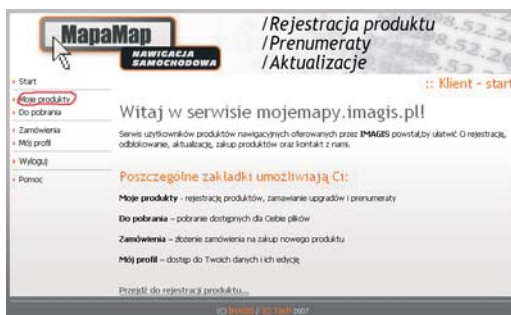 MapaMap
NAWIGACJA
SAMOCHODOWA
/Rejestracja produktu
/Prenumeraty
/Aktualizacje
:: Klient - start
Start
Moje produkty
Do pobrania
Zamówienia
Mój profil
Wyloguj
Pomoc
Witaj w serwisie mojemapy.imagis.pl!
Serwis użytkowników produktów nawigacyjnych oferowanych przez IMAGIS powstał,by ułatwić Ci rejestrację,
odblokowanie, aktualizację, zakup produktów oraz kontakt z nami.
Poszczególne zakładki umożliwiają Ci:
Moje produkty - rejestrację produktów, zamawianie upgradów i prenumeraty
Do pobrania – pobranie dostępnych dla Ciebie plików
Zamówienia – złożenie zamówienia na zakup nowego produktu
Mój profil – dostęp do Twoich danych i ich edycję
Przejdź do rejestracji produktu...
(C) IMAGIS / 2007